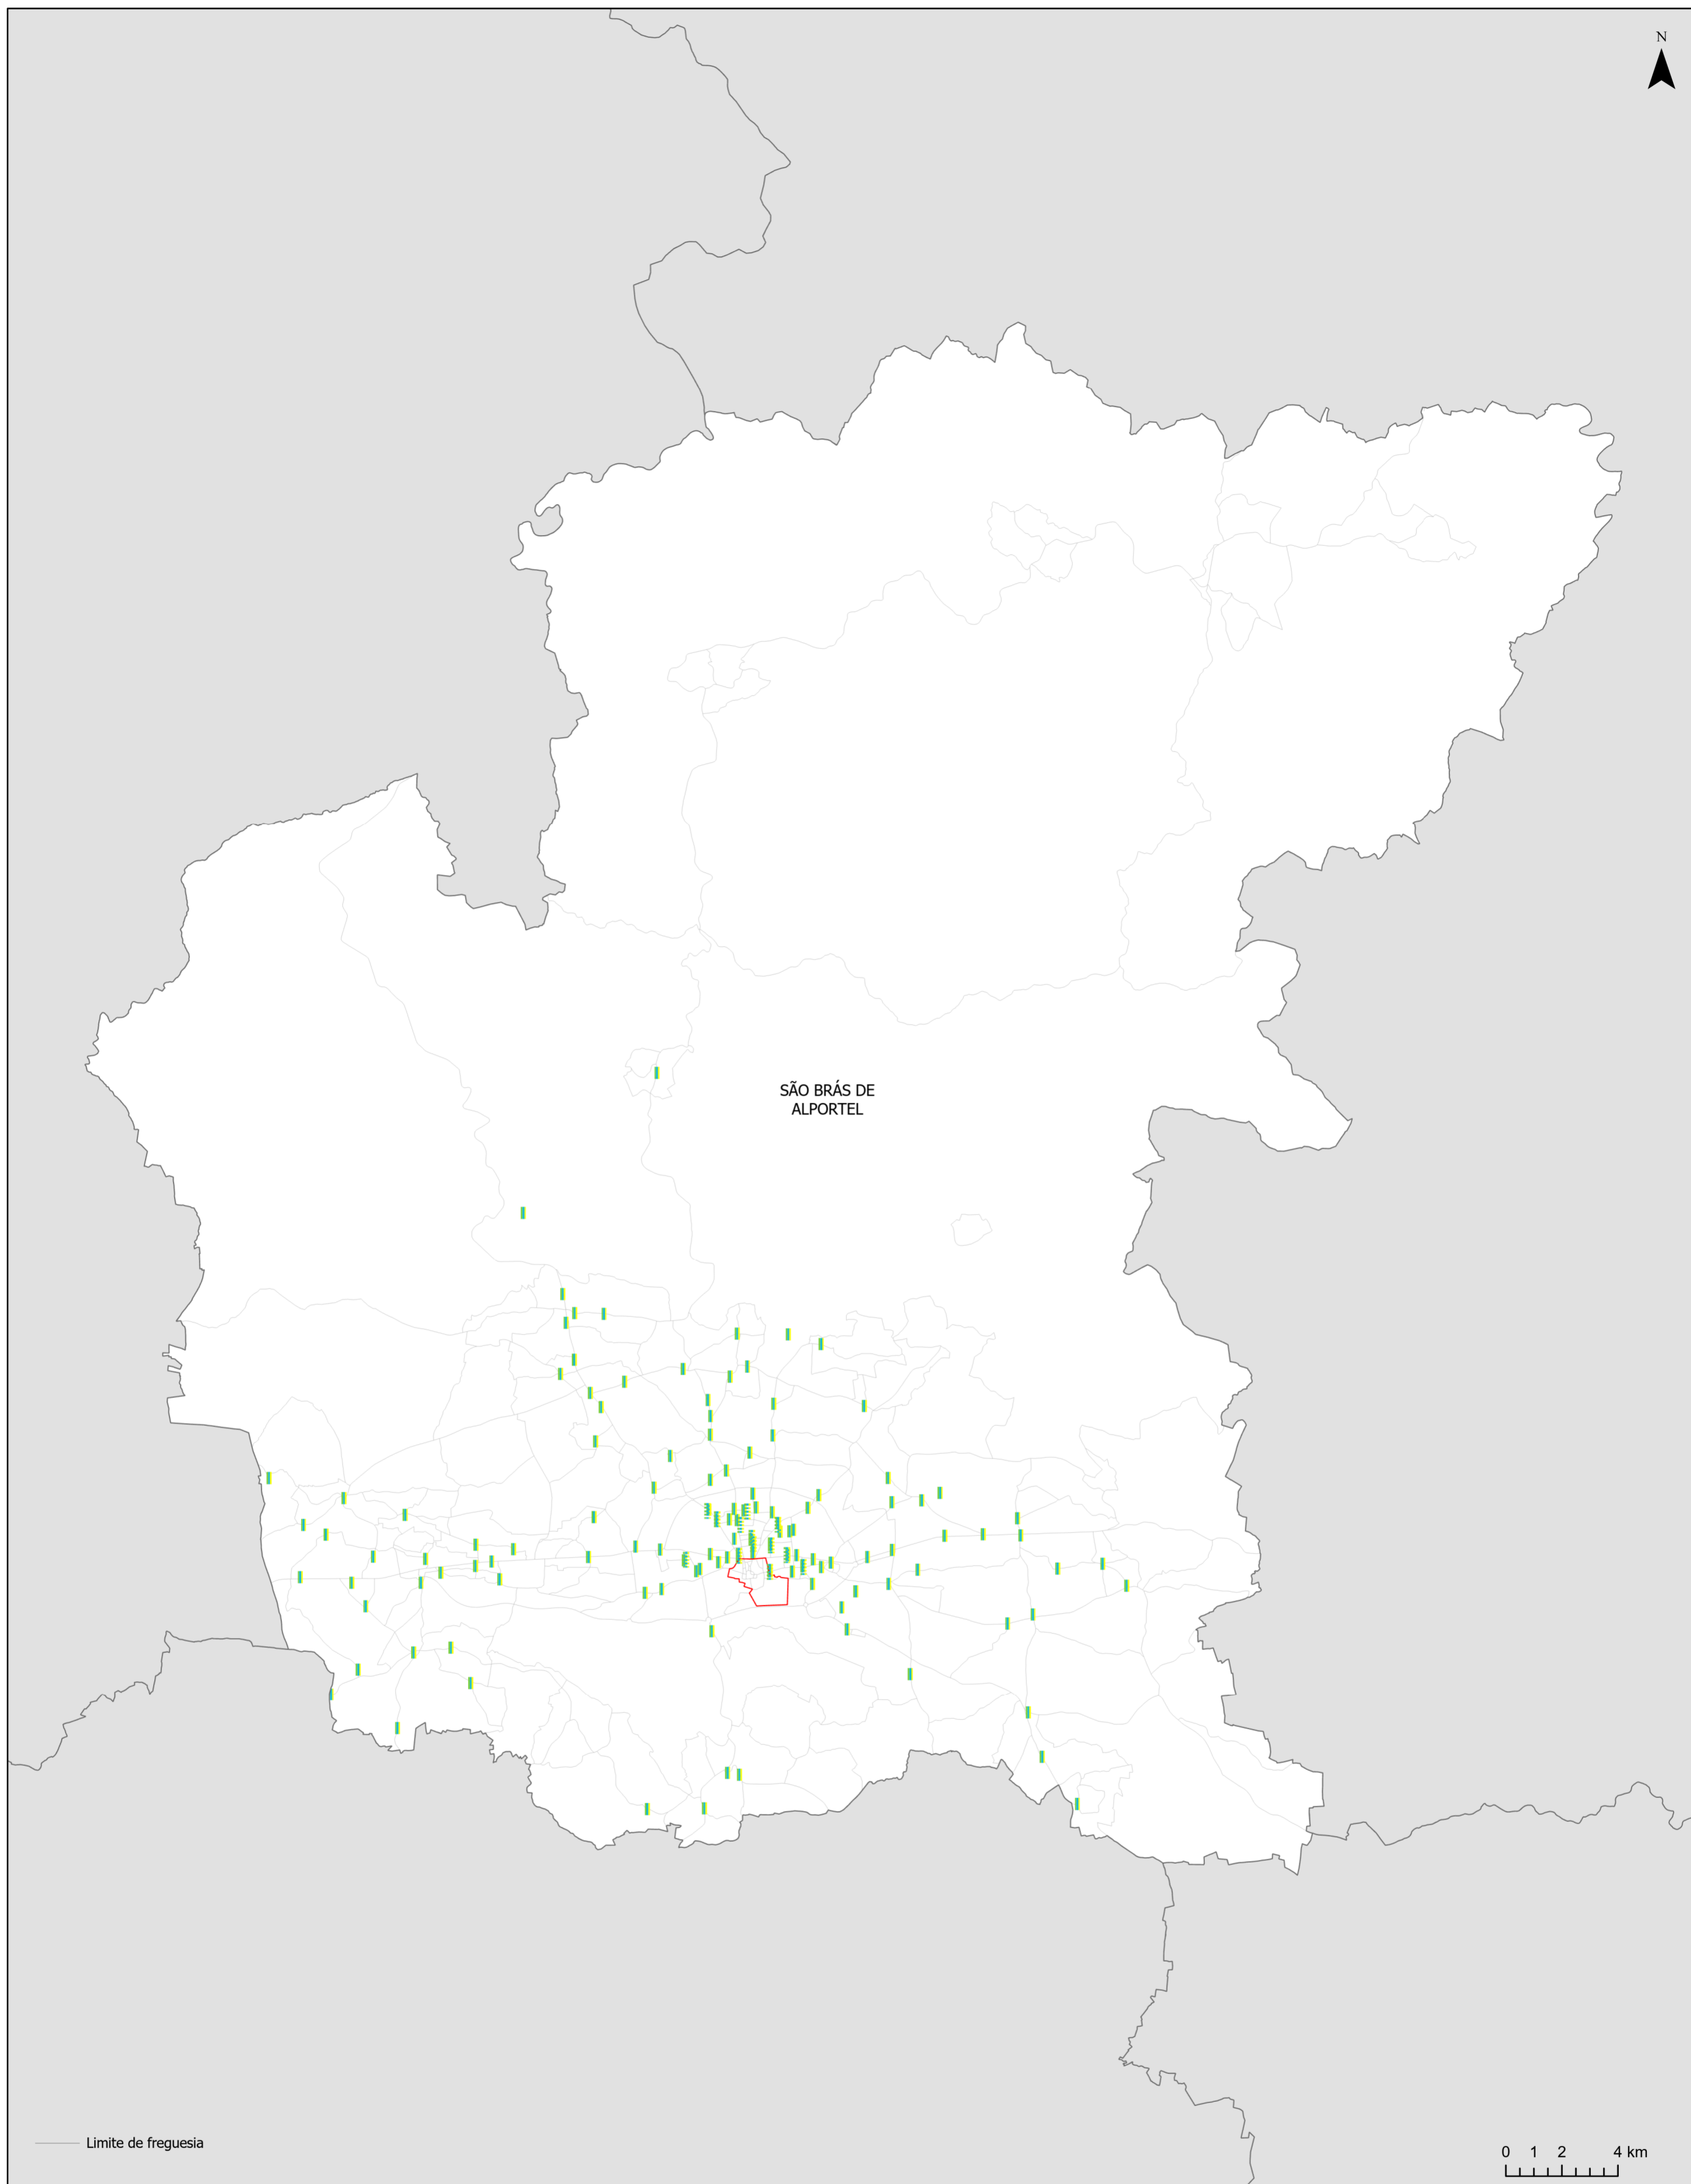 N
SÃO BRÁS DE
ALPORTEL
Limite de freguesia
0 1 2 4 km